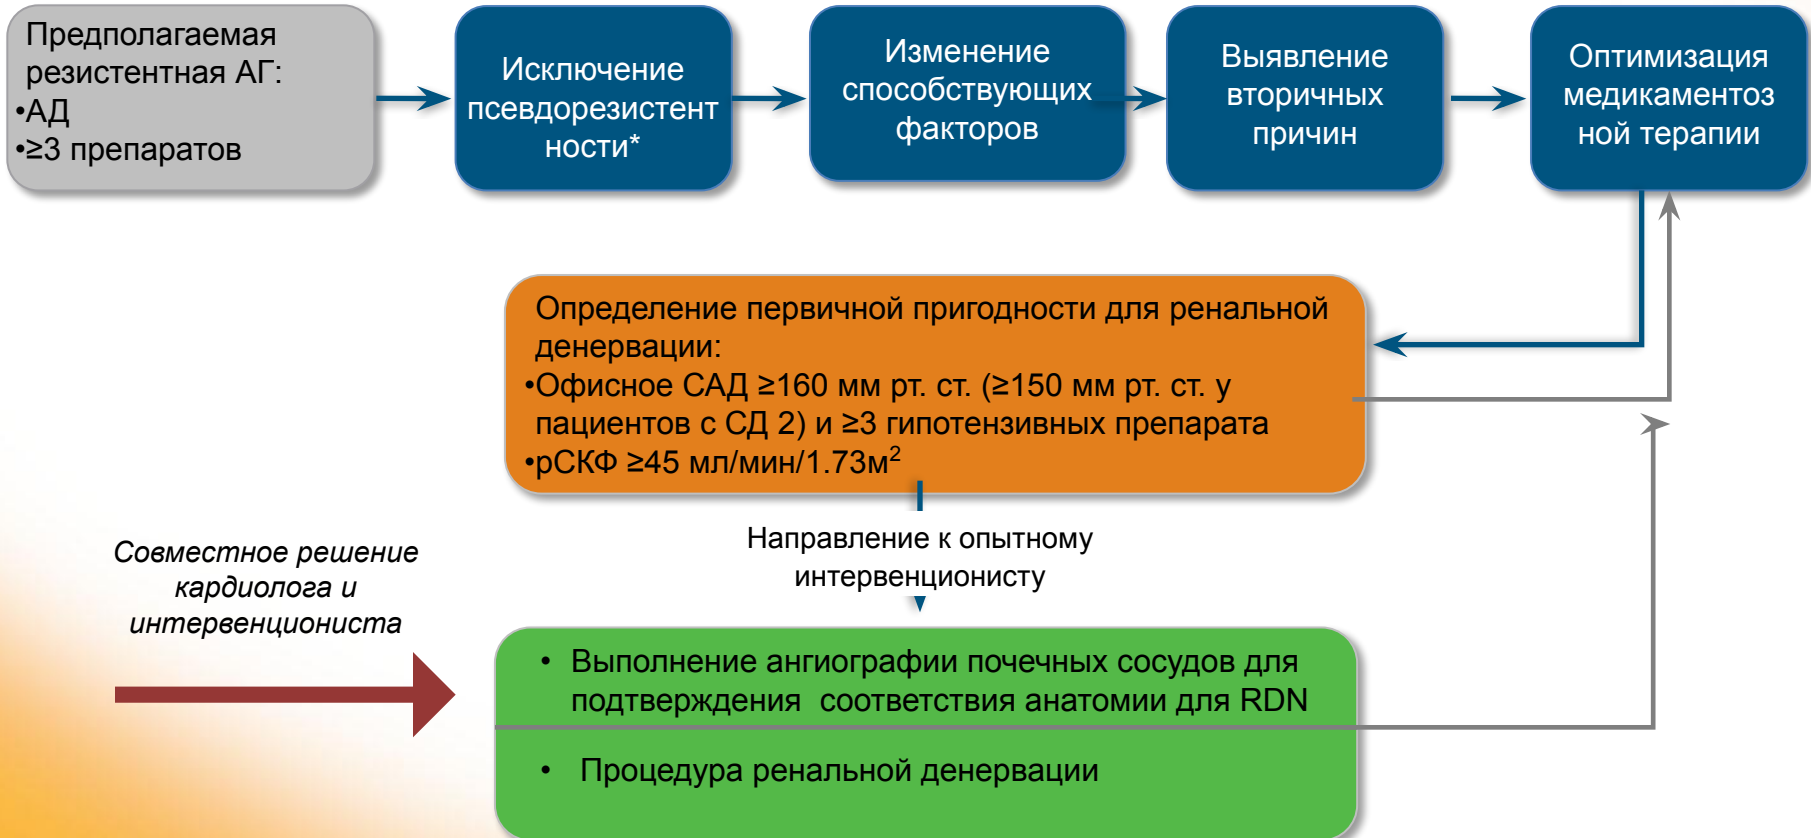 Предполагаемая
резистентная АГ:
•АД
•≥3 препаратов
Исключение
псевдорезистент
ности*
Изменение
способствующих
факторов
Выявление
вторичных
причин
Оптимизация
медикаментоз
ной терапии
Определение первичной пригодности для ренальной
денервации:
•Офисное САД ≥160 мм рт. ст. (≥150 мм рт. ст. у
пациентов с СД 2) и ≥3 гипотензивных препарата
•рСКФ ≥45 мл/мин/1.73м²
Направление к опытному
интервенционисту
Совместное решение
кардиолога и
интервенциониста
• Выполнение ангиографии почечных сосудов для
подтверждения соответствия анатомии для RDN
• Процедура ренальной денервации